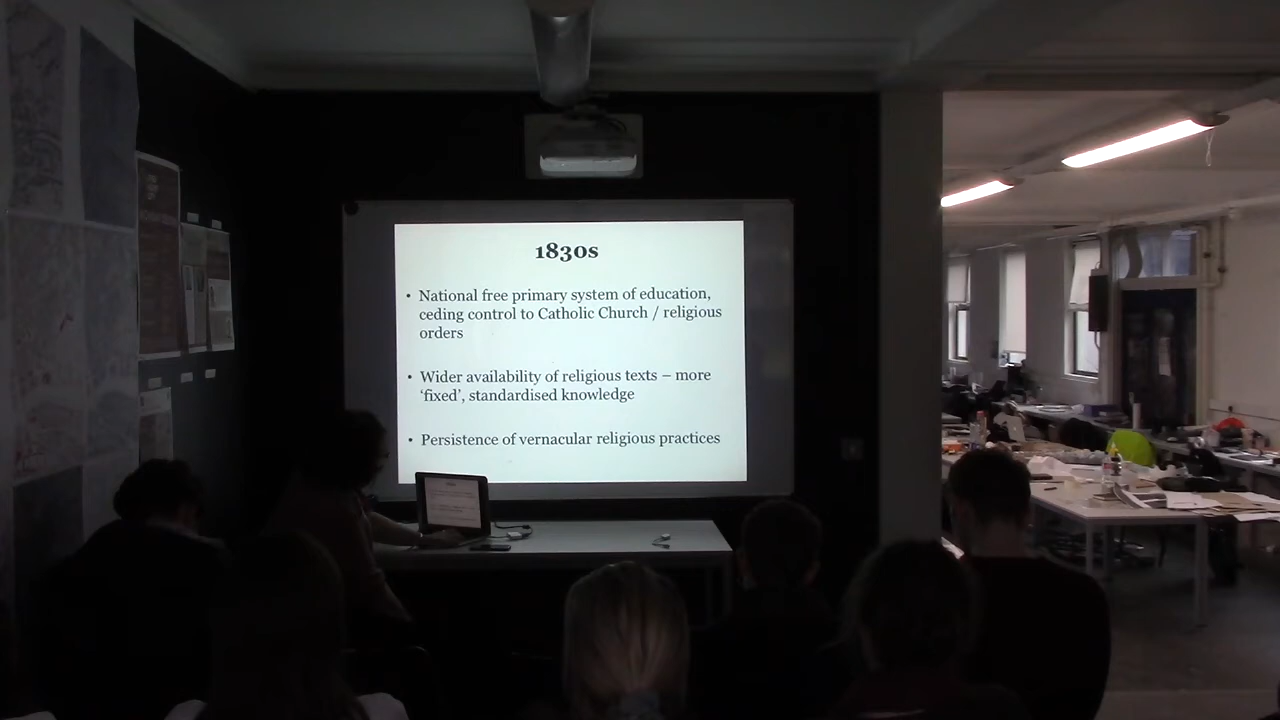 1830s
• National free primary system of education,
ceding control to Catholic Church / religious
orders
• Wider availability of religious texts – more
‘fixed’, standardised knowledge
• Persistence of vernacular religious practices